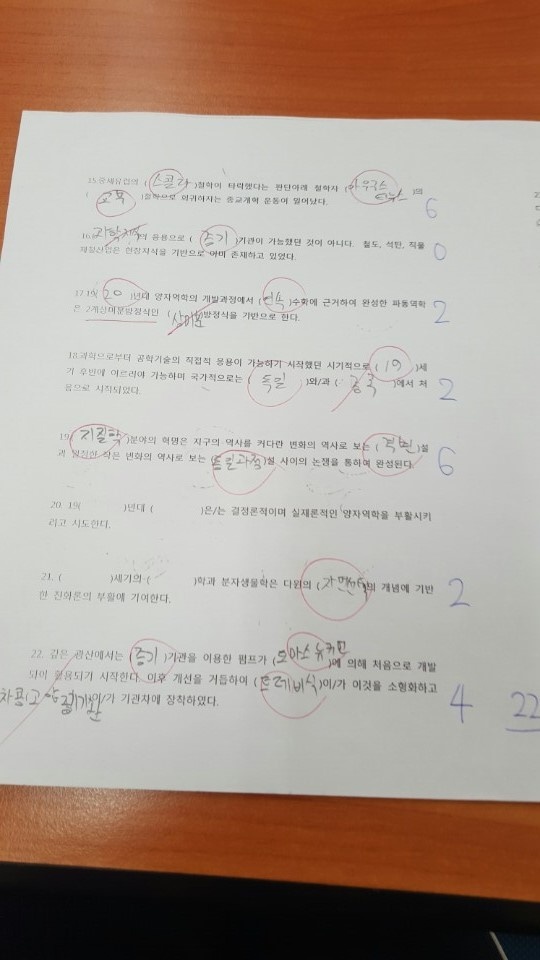 15.중세유럽의 (스콜라)철학이 타락했다는 판단아래 철학자 (아우구스티누스)의
( 교부 )철학으로 회귀하자는 종교개혁 운동이 일어났다.
6
16. 과학지식의 응용으로 ( 증기 )기관이 가능했던 것이 아니다. 철도, 석탄, 직물
제철산업은 현장지식을 기반으로 이미 존재하고 있었다.
0
17. 19( 20 )년대 양자역학의 개발과정에서 (연속)수학에 근거하여 완성한 파동역학
은 2계상미분방정식인 (상미분)방정식을 기반으로 한다.
2
18.과학으로부터 공학기술의 직접적 응용이 가능하기 시작했던 시기적으로 ( 19 )세
기 후반에 이르러야 가능하며 국가적으로는 ( 독일 )와/과 ( 중국 )에서 처
음으로 시작되었다.
2
19. (지질학)분야의 혁명은 지구의 역사를 커다란 변화의 역사로 보는 (격변)설
과 일정한 작은 변화의 역사로 보는 (동일과정)설 사이의 논쟁을 통하여 완성된다.
6
20. 19( )년대 ( )은/는 결정론적이며 실재론적인 양자역학을 부활시키
려고 시도한다.
21. ( )세기의 ( )학과 분자생물학은 다윈의 (자연선택)의 개념에 기반
한 진화론의 부활에 기여한다.
2
22. 깊은 광산에서는 (증기)기관을 이용한 펌프가 (토마스 뉴커먼)에 의해 처음으로 개발
되어 활용되기 시작한다. 이후 개선을 거듭하여 (트레비식)이/가 이것을 소형화하고
증기기관)이/가 기관차에 장착하였다.
4
22